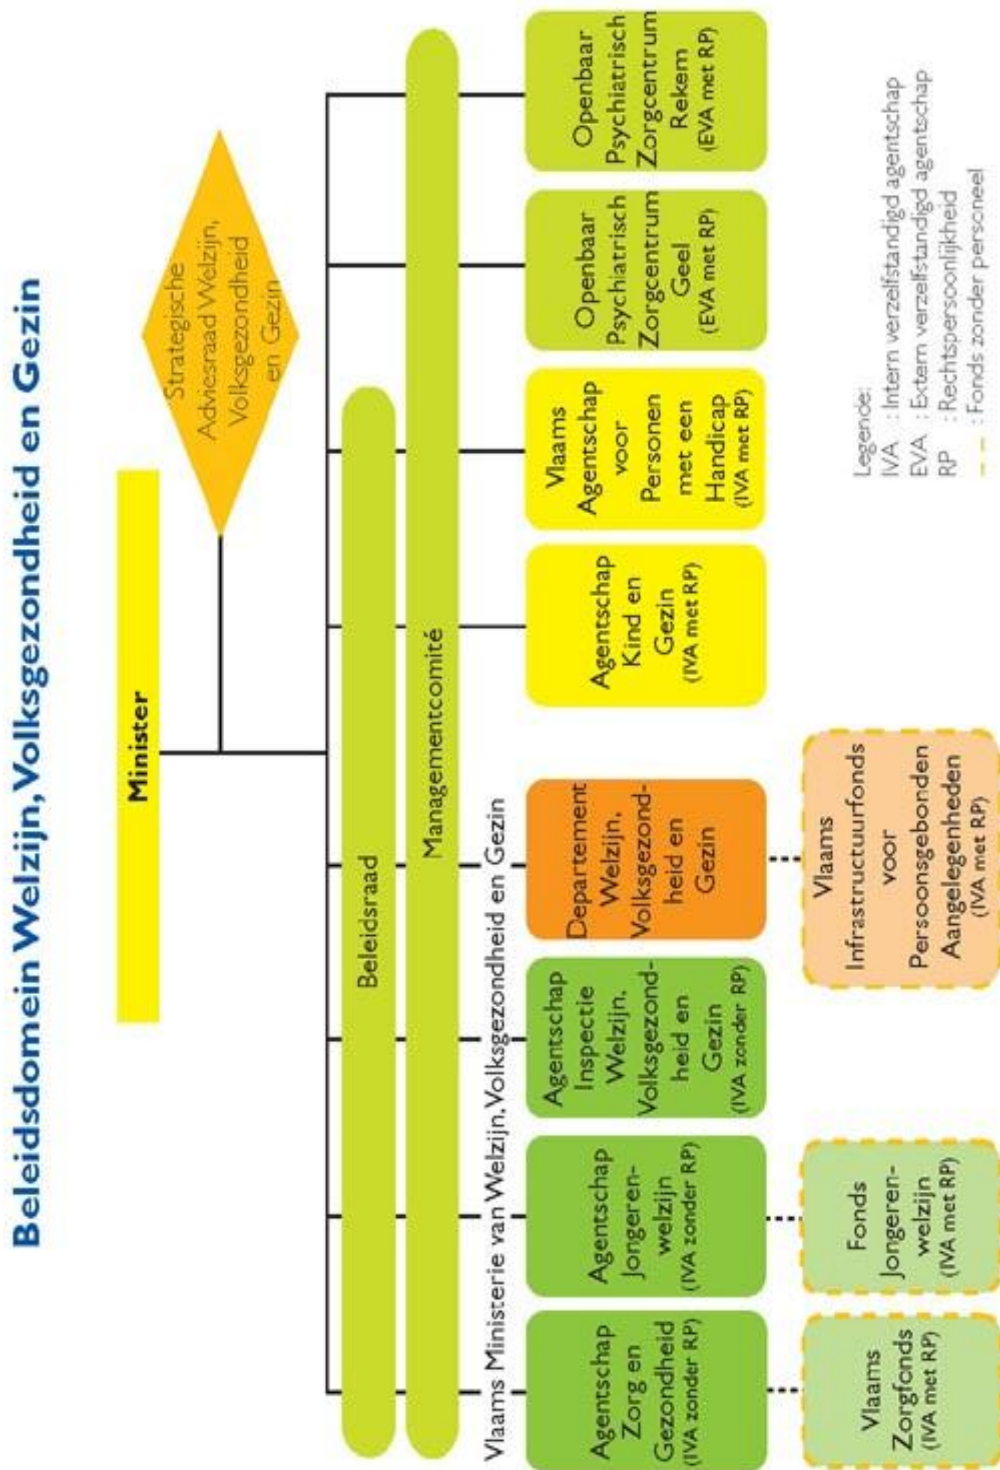 Beleidsdomein Welzijn, Volksgezondheid en Gezin
Minister
Strategische
Adviesraad Welzijn,
Volksgezondheid
en Gezin
Beleidsraad
Managementcomité
Vlaams Ministerie van Welzijn, Volksgezondheid en Gezin
Agentschap
Zorg en
Gezondheid
(IVA zonder RP)
Agentschap
Jongeren-
welzijn
(IVA zonder RP)
Agentschap
Inspectie
Welzijn,
Volksgezond-
heid en
Gezin
(IVA zonder RP)
Departement
Welzijn,
Volksgezond-
heid en
Gezin
Agentschap
Kind en
Gezin
(IVA met RP)
Vlaams
Agentschap
voor
Personen
met een
Handicap
(IVA met RP)
Openbaar
Psychiatrisch
Zorgcentrum
Geel
(EVA met RP)
Openbaar
Psychiatrisch
Zorgcentrum
Rekem
(EVA met RP)
Vlaams
Zorgfonds
(IVA met RP)
Fonds
Jongeren-
welzijn
(IVA met RP)
Vlaams
Infrastructuurfonds
voor
Persoonsgebonden
Aangelegenheden
(IVA met RP)
Legende:
IVA : Intern verzelfstandigd agentschap
EVA : Extern verzelfstandigd agentschap
RP : Rechtspersoonlijkheid
: Fonds zonder personeel